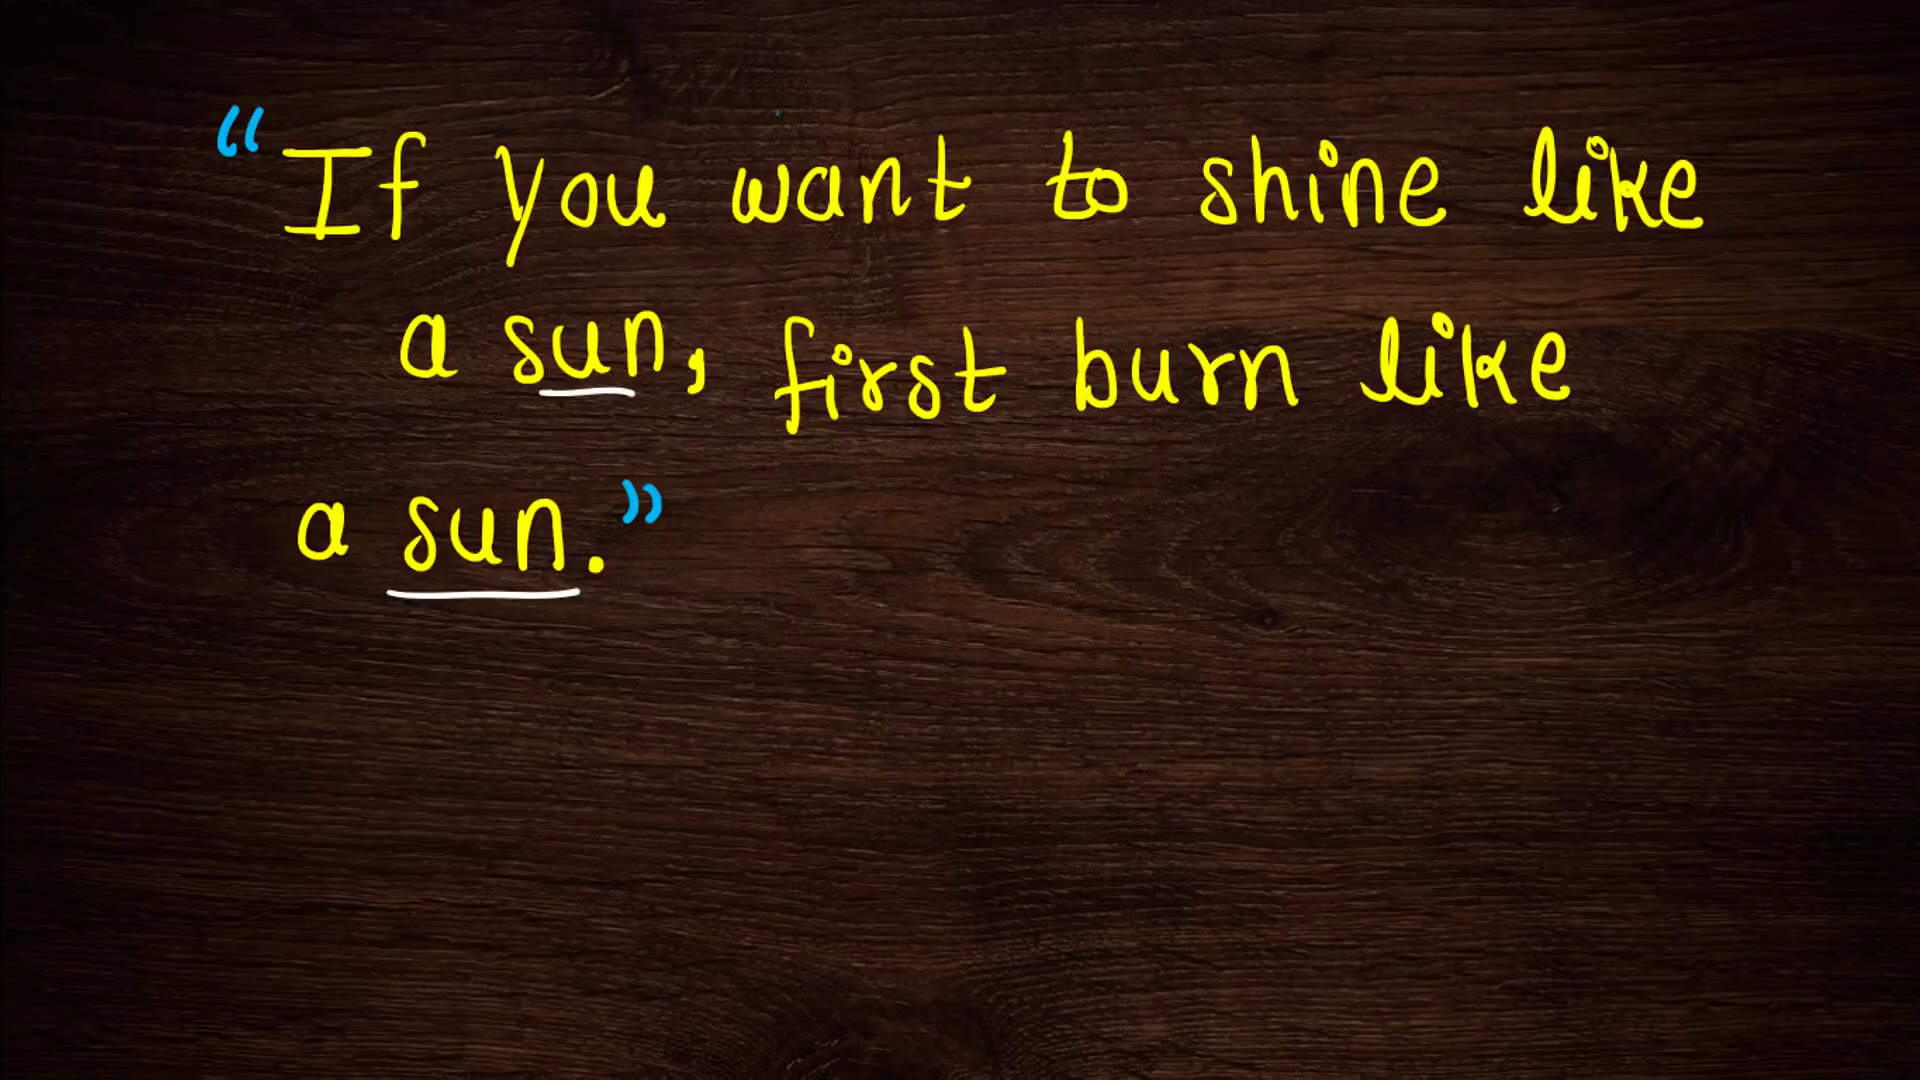 “If you want to shine like
a sun, first burn like
a sun.”